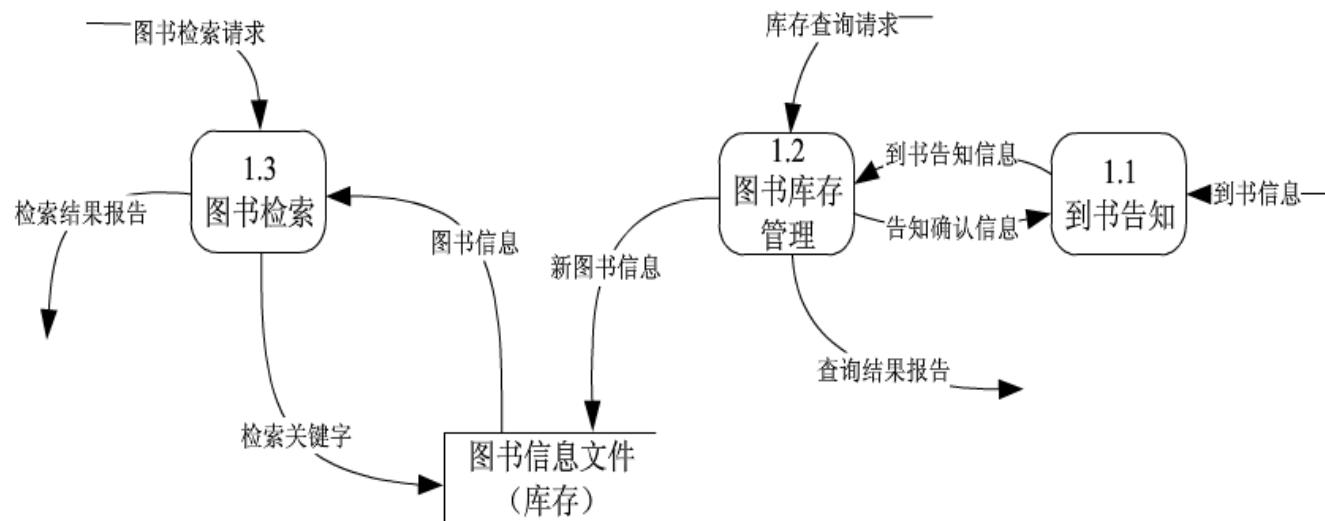 图书检索请求
库存查询请求
1.3
图书检索
1.2
图书库存
管理
到书告知信息
1.1
到书告知
到书信息
检索结果报告
图书信息
告知确认信息
新图书信息
查询结果报告
检索关键字
图书信息文件
（库存）